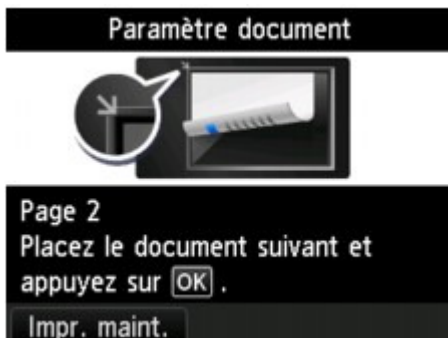 Paramètre document
Page 2
Placez le document suivant et
appuyez sur OK .
Impr. maint.